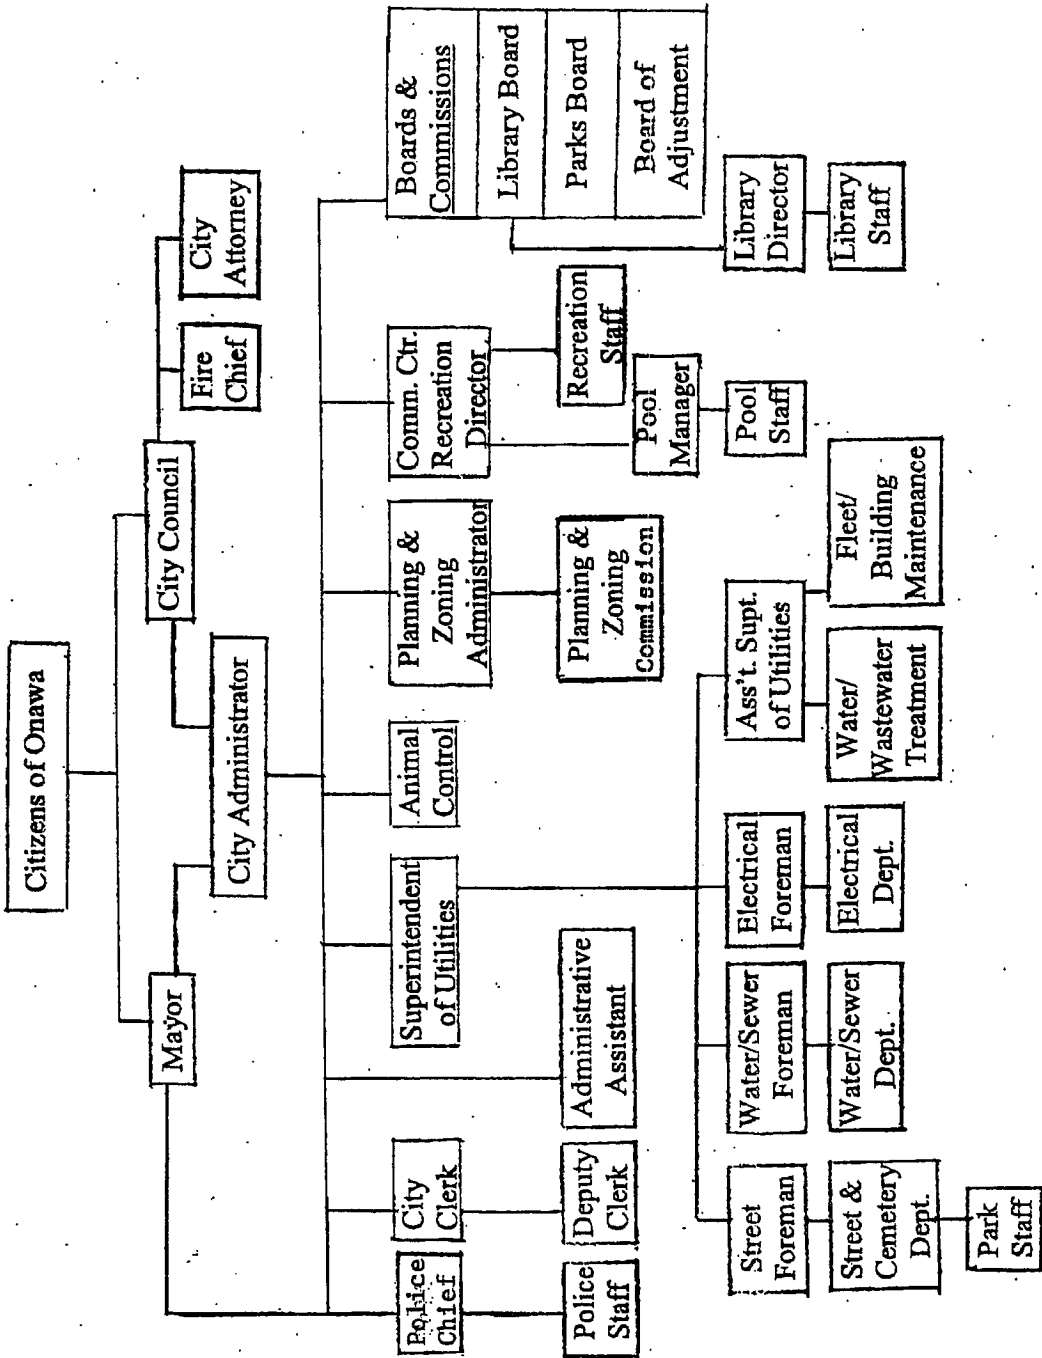 Citizens of Onawa
Mayor
City Council
Fire
Chief
City
Attorney
City Administrator
Police
Chief
City
Clerk
Superintendent
of Utilities
Animal
Control
Planning &
Zoning
Administrator
Comm. Ctr.
Recreation
Director
Boards &
Commissions
Library Board
Parks Board
Board of
Adjustment
Police
Staff
Deputy
Clerk
Administrative
Assistant
Planning &
Zoning
Commission
Recreation
Staff
Pool
Manager
Street
Foreman
Water/Sewer
Foreman
Electrical
Foreman
Ass't. Supt.
of Utilities
Pool
Staff
Library
Director
Street &
Cemetery
Dept.
Water/Sewer
Dept.
Electrical
Dept.
Water/
Wastewater
Treatment
Fleet/
Building
Maintenance
Library
Staff
Park
Staff